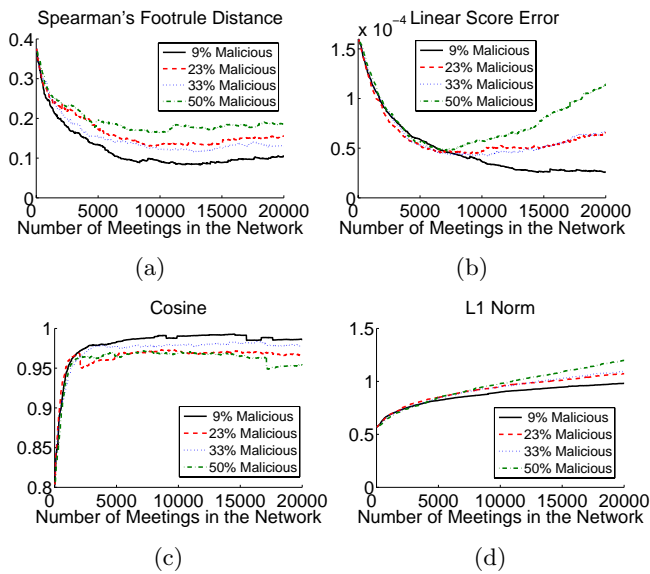 Spearman's Footrule Distance
0.4
0.3
0.2
0.1
0
9% Malicious
23% Malicious
33% Malicious
50% Malicious
0 5000 10000 15000 20000
Number of Meetings in the Network
(a)
x 10⁻⁴ Linear Score Error
1.5
1
0.5
0
9% Malicious
23% Malicious
33% Malicious
50% Malicious
0 5000 10000 15000 20000
Number of Meetings in the Network
(b)
Cosine
1
0.95
0.9
0.85
0.8
9% Malicious
23% Malicious
33% Malicious
50% Malicious
0 5000 10000 15000 20000
Number of Meetings in the Network
(c)
L1 Norm
1.5
1
0.5
0
9% Malicious
23% Malicious
33% Malicious
50% Malicious
0 5000 10000 15000 20000
Number of Meetings in the Network
(d)